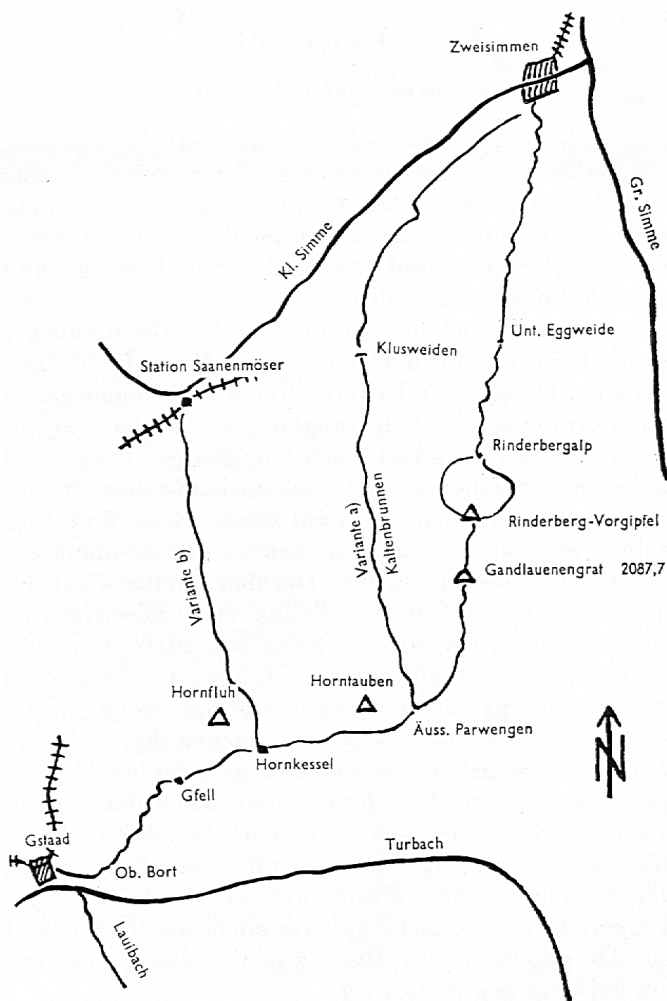 Zweisimmen
Kl. Simme
Gr. Simme
Unt. Eggweide
Klusweiden
Station Saanenmöser
Rinderbergalp
Rinderberg-Vorgipfel
Variante a)
Kaltenbrunnen
Gandlauenengrat 2087,7
Variante b)
Hornfluh
Horntauben
Äuss. Parwengen
Hornkessel
N
Gfell
Gstaad
Ob. Bort
Turbach
Lauibach